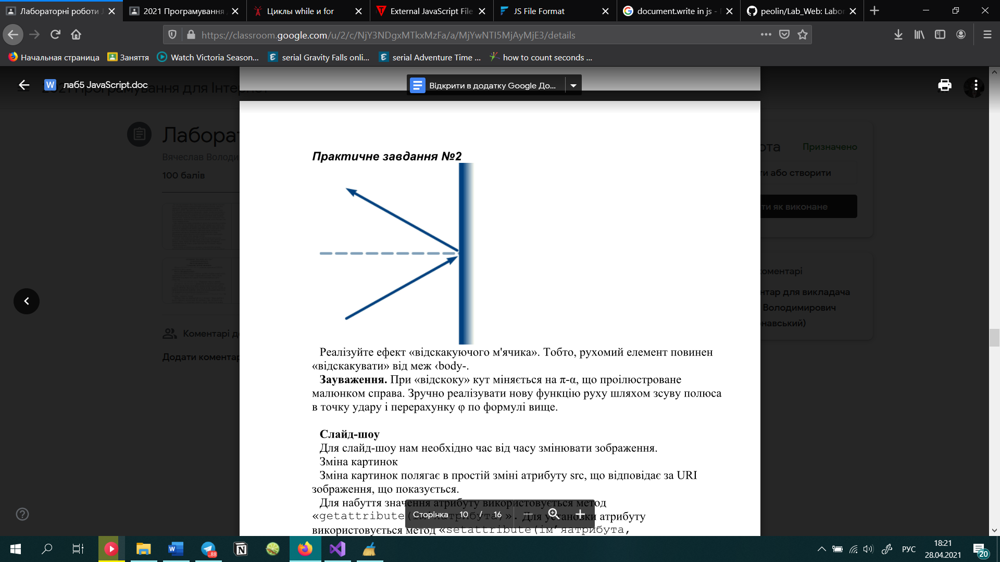 Лабораторні роботи
2021 Програмування
Циклы while и for
External JavaScript File
JS File Format
document.write in js -
peolin/Lab_Web: Labor
https://classroom.google.com/u/2/c/NjY3NDgxMTkxMzFa/a/MjYwNTI5MjAyMjE3/details
Начальная страница
Заняття
Watch Victoria Season...
serial Gravity Falls onli...
serial Adventure Time ...
how to count seconds ...
W лаб5 JavaScript.doc
2021 Програмування для Інтернет
Відкрити в додатку Google До...
Лаборат
Вячеслав Володи
100 балів
ота
Призначено
ти або створити
ти як виконане
коментарі
нтар для викладача
Володимирович
навський)
Коментарі д
Додати коментар
Практичне завдання №2
Реалізуйте ефект «відскакуючого м'ячика». Тобто, рухомий елемент повинен
«відскакувати» від меж ‹body-.
Зауваження. При «відскоку» кут міняється на π-α, що проілюстроване
малюнком справа. Зручно реалізувати нову функцію руху шляхом зсуву полюса
в точку удару і перерахунку φ по формулі вище.
Слайд-шоу
Для слайд-шоу нам необхідно час від часу змінювати зображення.
Зміна картинок
Зміна картинок полягає в простій зміні атрибуту src, що відповідає за URI
зображення, що показується.
Для набуття значення атрибуту використовується метод
«getattribute(ім'яатрибута)». Для установки атрибуту
використовується метод «setattribute(ім’яатрибута,
Сторінка 10 / 16
..88
РУС
18:21
28.04.2021
20